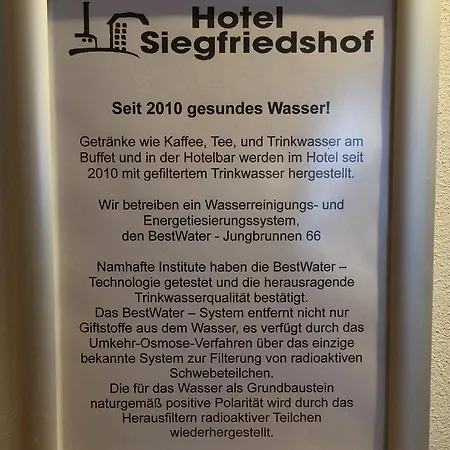 Hotel
Siegfriedshof
Seit 2010 gesundes Wasser!
Getränke wie Kaffee, Tee, und Trinkwasser am
Buffet und in der Hotelbar werden im Hotel seit
2010 mit gefiltertem Trinkwasser hergestellt.
Wir betreiben ein Wasserreinigungs- und
Energetiesierungssystem,
den BestWater - Jungbrunnen 66
Namhafte Institute haben die BestWater –
Technologie getestet und die herausragende
Trinkwasserqualität bestätigt.
Das BestWater – System entfernt nicht nur
Giftstoffe aus dem Wasser, es verfügt durch das
Umkehr-Osmose-Verfahren über das einzige
bekannte System zur Filterung von radioaktiven
Schwebeteilchen.
Die für das Wasser als Grundbaustein
naturgemäß positive Polarität wird durch das
Herausfiltern radioaktiver Teilchen
wiederhergestellt.